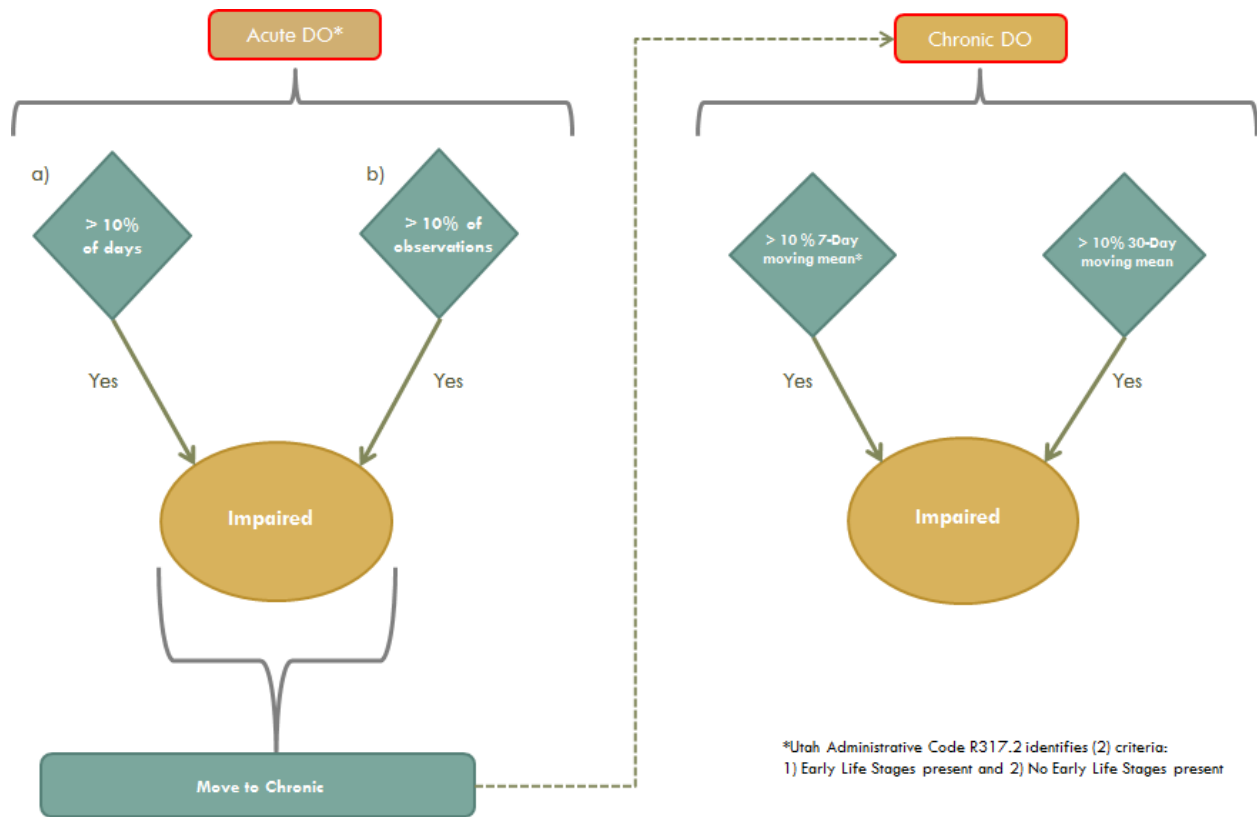 Acute DO*
Chronic DO
a)
> 10%
of days
b)
> 10% of
observations
> 10 % 7-Day
moving mean*
> 10% 30-Day
moving mean
Yes
Yes
Yes
Yes
Impaired
Impaired
Move to Chronic
*Utah Administrative Code R317.2 identifies (2) criteria:
1) Early Life Stages present and 2) No Early Life Stages present